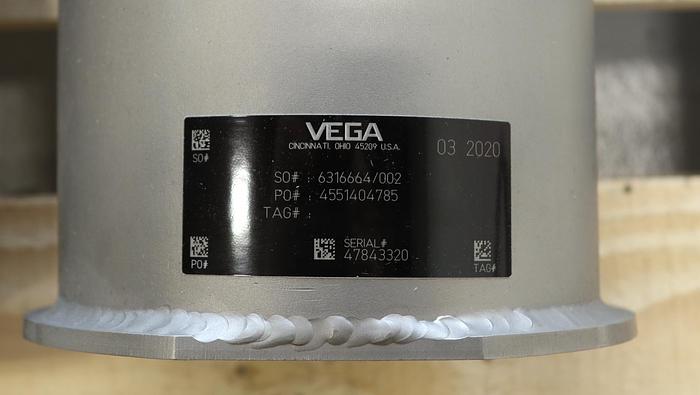 VEGA
CINCINNATI, OHIO 45209 U.S.A.
03 2020
SO#
SO# : 6316664/002
PO# : 4551404785
TAG# :
SERIAL#
47843320
PO#
TAG#